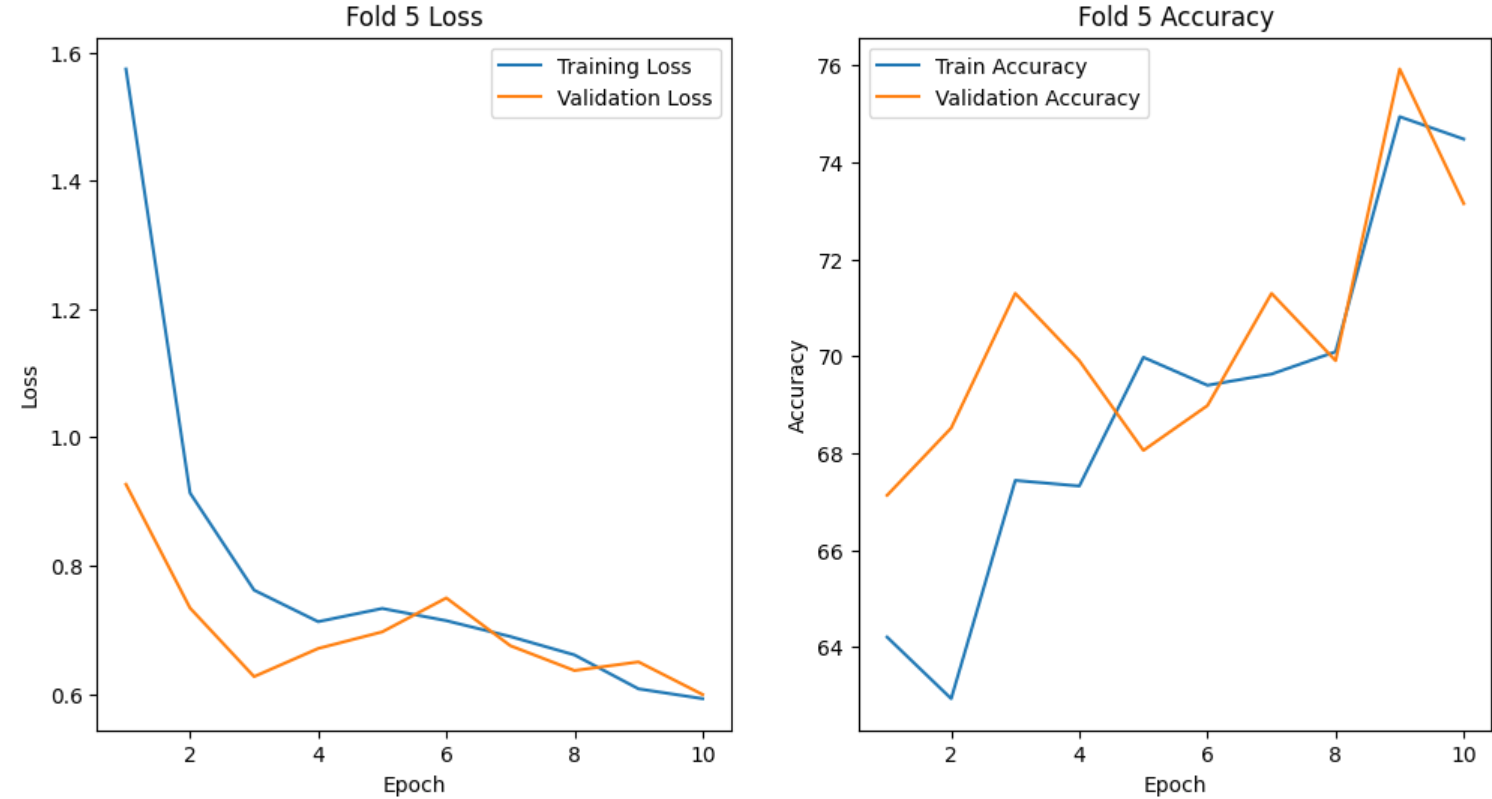 Fold 5 Loss
Training Loss
Validation Loss
1.6
1.4
1.2
1.0
0.8
0.6
Loss
2 4 6 8 10
Epoch
Fold 5 Accuracy
Train Accuracy
Validation Accuracy
76
74
72
70
68
66
64
Accuracy
2 4 6 8 10
Epoch